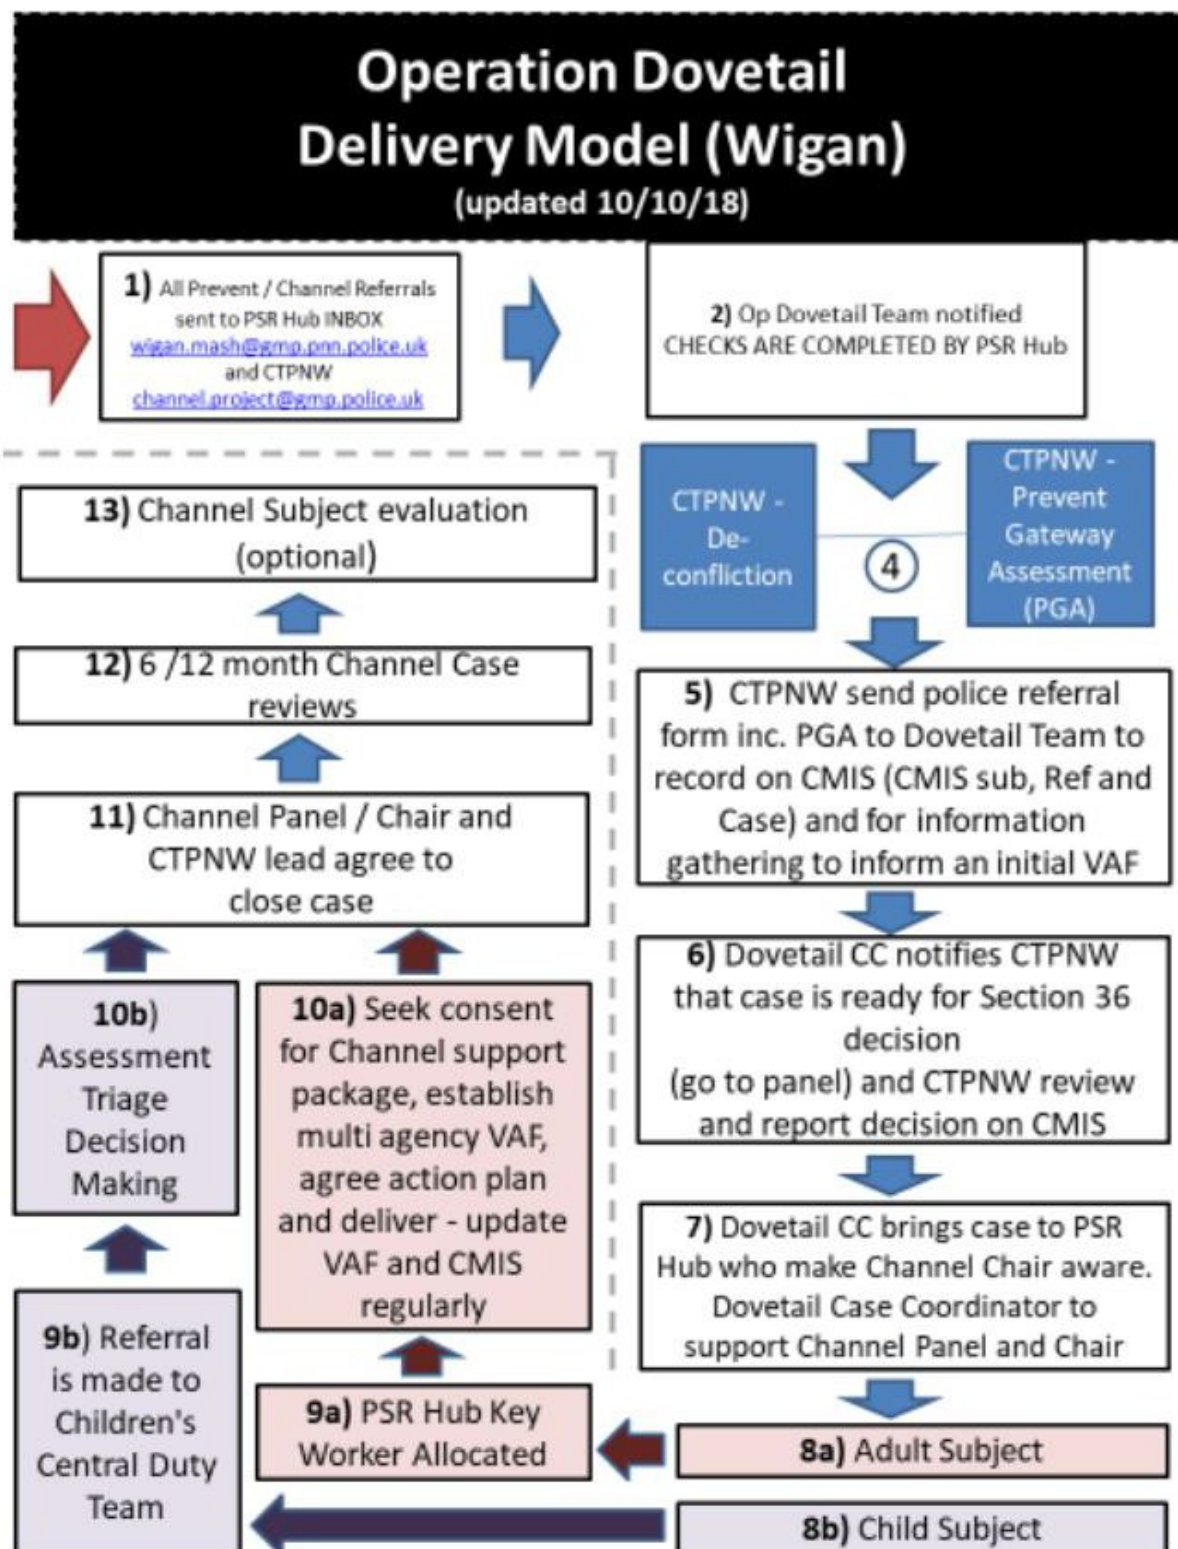 Operation Dovetail
Delivery Model (Wigan)
(updated 10/10/18)
1) All Prevent / Channel Referrals
sent to PSR Hub INBOX
wigan.mash@gmp.pnn.police.uk
and CTPNW
channel.project@gmp.police.uk
2) Op Dovetail Team notified
CHECKS ARE COMPLETED BY PSR Hub
CTPNW -
De-
confliction
4
CTPNW -
Prevent
Gateway
Assessment
(PGA)
5) CTPNW send police referral
form inc. PGA to Dovetail Team to
record on CMIS (CMIS sub, Ref and
Case) and for information
gathering to inform an initial VAF
6) Dovetail CC notifies CTPNW
that case is ready for Section 36
decision
(go to panel) and CTPNW review
and report decision on CMIS
7) Dovetail CC brings case to PSR
Hub who make Channel Chair aware.
Dovetail Case Coordinator to
support Channel Panel and Chair
8a) Adult Subject
8b) Child Subject
9a) PSR Hub Key
Worker Allocated
9b) Referral
is made to
Children's
Central Duty
Team
10a) Seek consent
for Channel support
package, establish
multi agency VAF,
agree action plan
and deliver - update
VAF and CMIS
regularly
10b)
Assessment
Triage
Decision
Making
11) Channel Panel / Chair and
CTPNW lead agree to
close case
12) 6 /12 month Channel Case
reviews
13) Channel Subject evaluation
(optional)